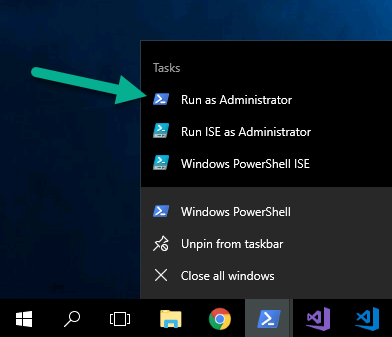 Tasks
Run as Administrator
Run ISE as Administrator
Windows PowerShell ISE
Windows PowerShell
Unpin from taskbar
Close all windows